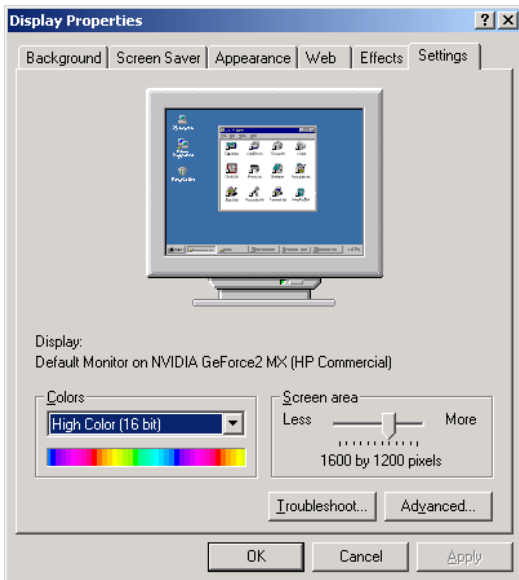 Display Properties
Background Screen Saver Appearance Web Effects Settings
Display:
Default Monitor on NVIDIA GeForce2 MX (HP Commercial)
Colors
High Color (16 bit)
Screen area
Less More
1600 by 1200 pixels
Troubleshoot... Advanced...
OK Cancel Apply